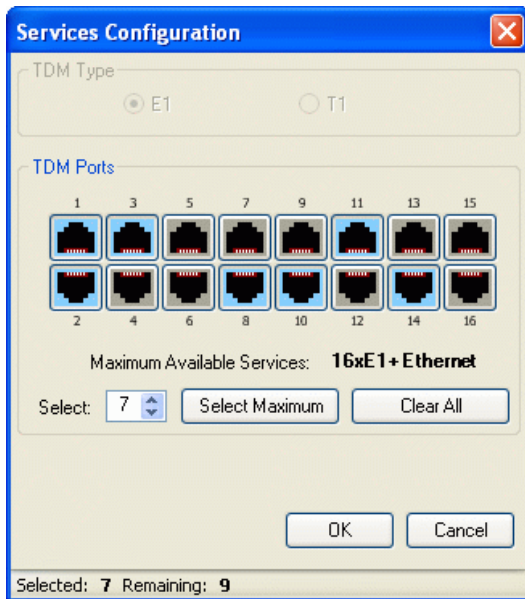 Services Configuration
TDM Type
E1 T1
TDM Ports
1 3 5 7 9 11 13 15
2 4 6 8 10 12 14 16
Maximum Available Services: 16xE1+Ethernet
Select: 7 Select Maximum Clear All
OK Cancel
Selected: 7 Remaining: 9